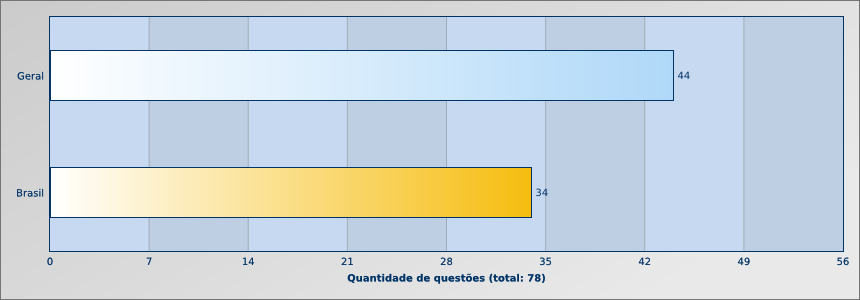 Geral 44
Brasil 34
0 7 14 21 28 35 42 49 56
Quantidade de questões (total: 78)